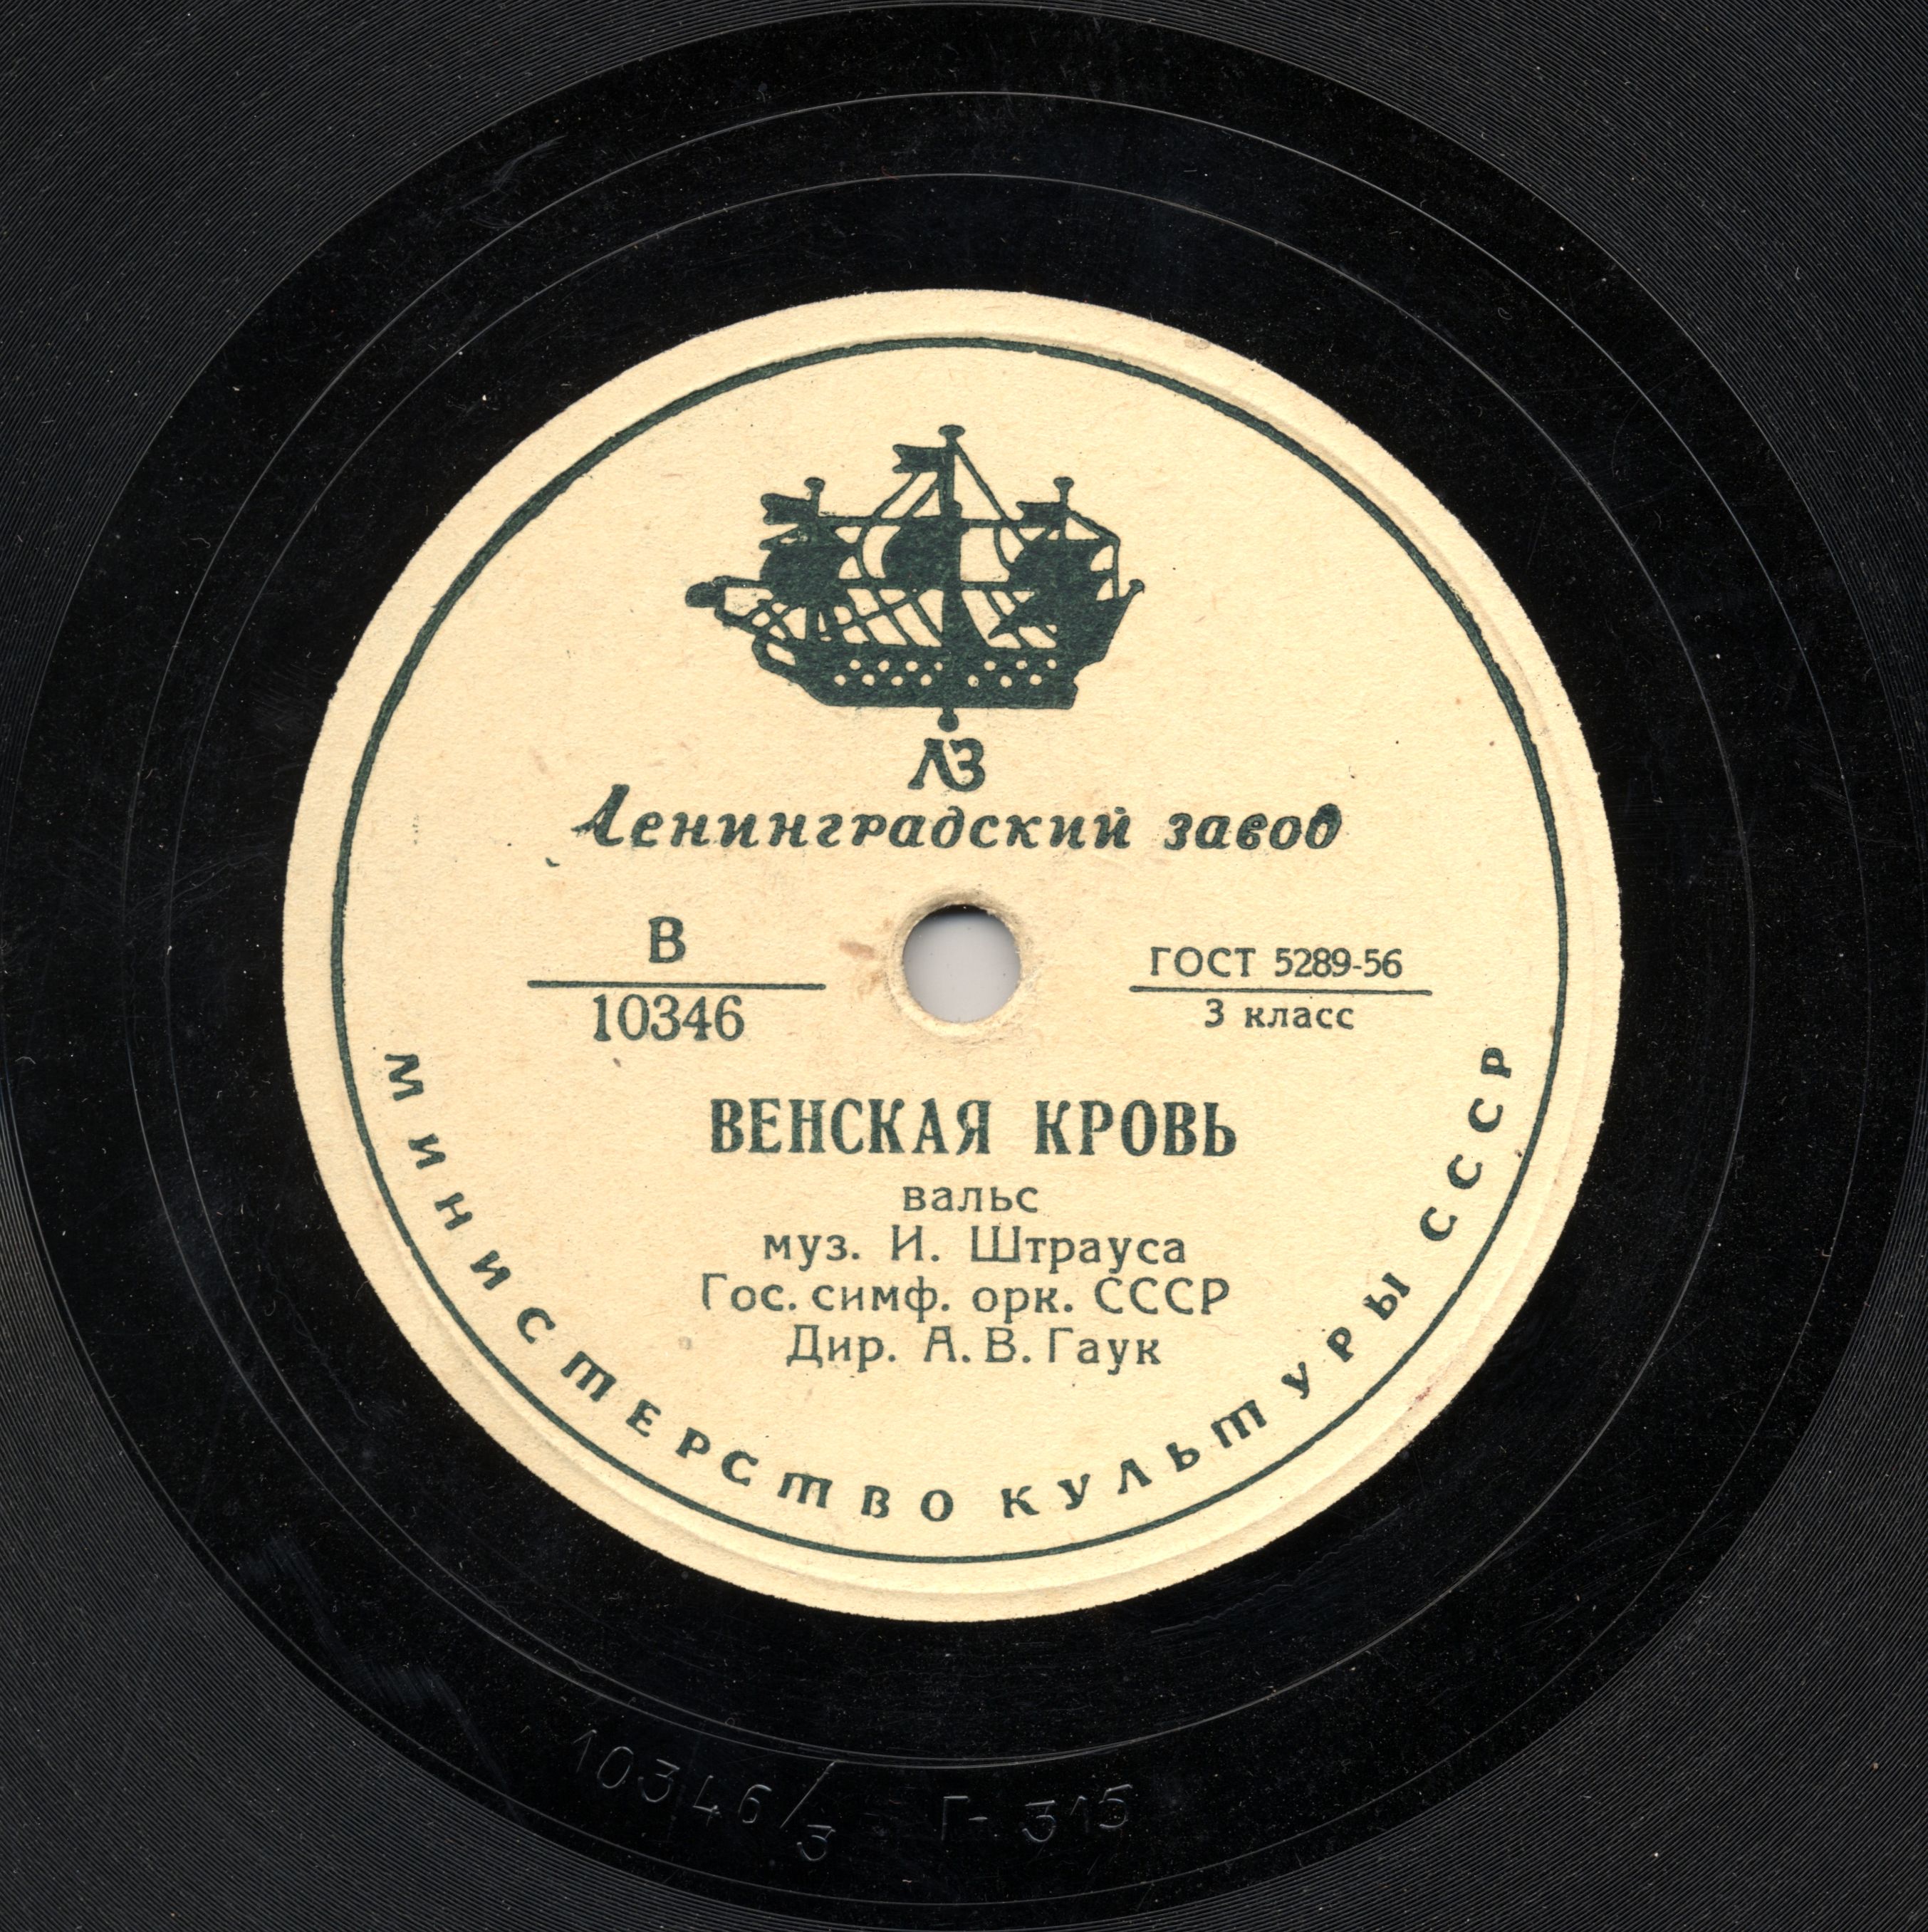 ЛЗ
Ленинградский завод
В
10346
ГОСТ 5289-56
3 класс
ВЕНСКАЯ КРОВЬ
вальс
муз. И. Штрауса
Гос. симф. орк. СССР
Дир. А. В. Гаук
МИНИСТЕРСТВО КУЛЬТУРЫ СССР
10346/3 Г-315